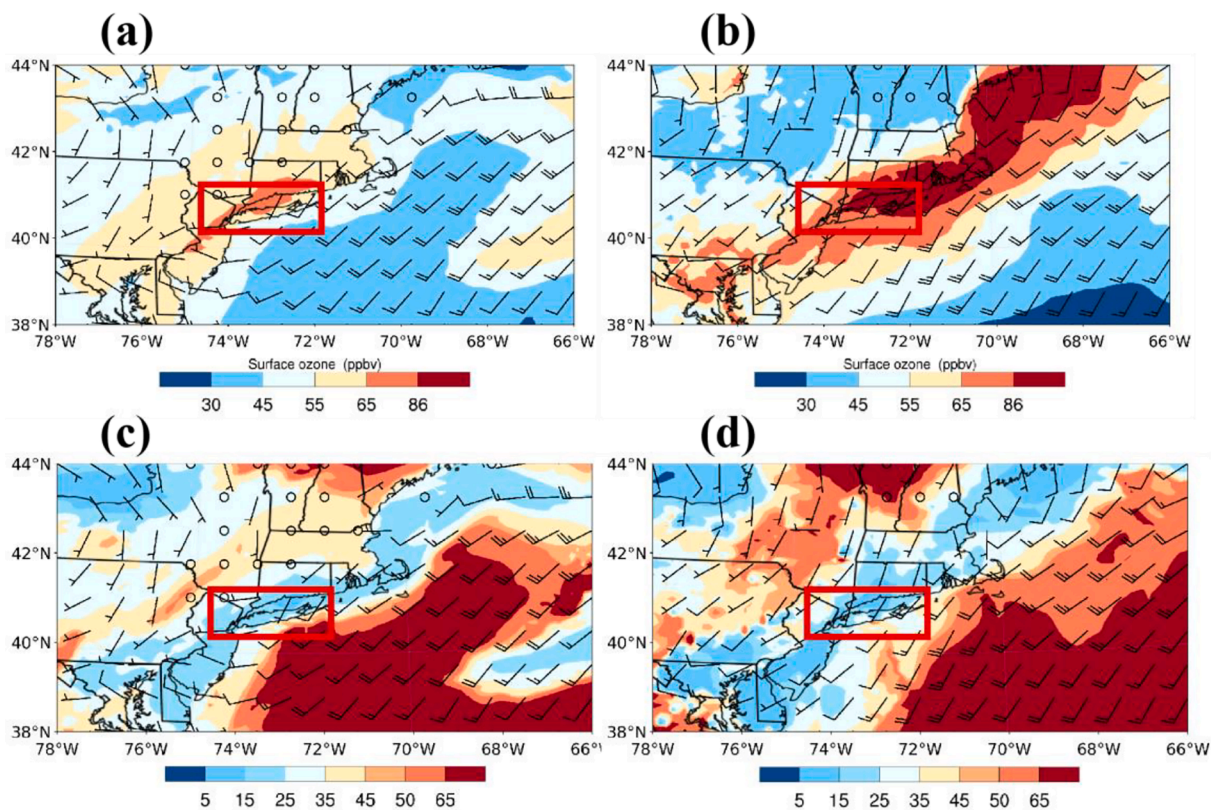 (a) (b)
44°N 44°N
42°N 42°N
40°N 40°N
38°N 38°N
78°W 76°W 74°W 72°W 70°W 68°W 66°W 78°W 76°W 74°W 72°W 70°W 68°W 66°W
Surface ozone (ppbv) Surface ozone (ppbv)
30 45 55 65 86 30 45 55 65 86
(c) (d)
44°N 44°N
42°N 42°N
40°N 40°N
38°N 38°N
78°W 76°W 74°W 72°W 70°W 68°W 66°W 78°W 76°W 74°W 72°W 70°W 68°W 66°W
5 15 25 35 45 50 65 5 15 25 35 45 50 65